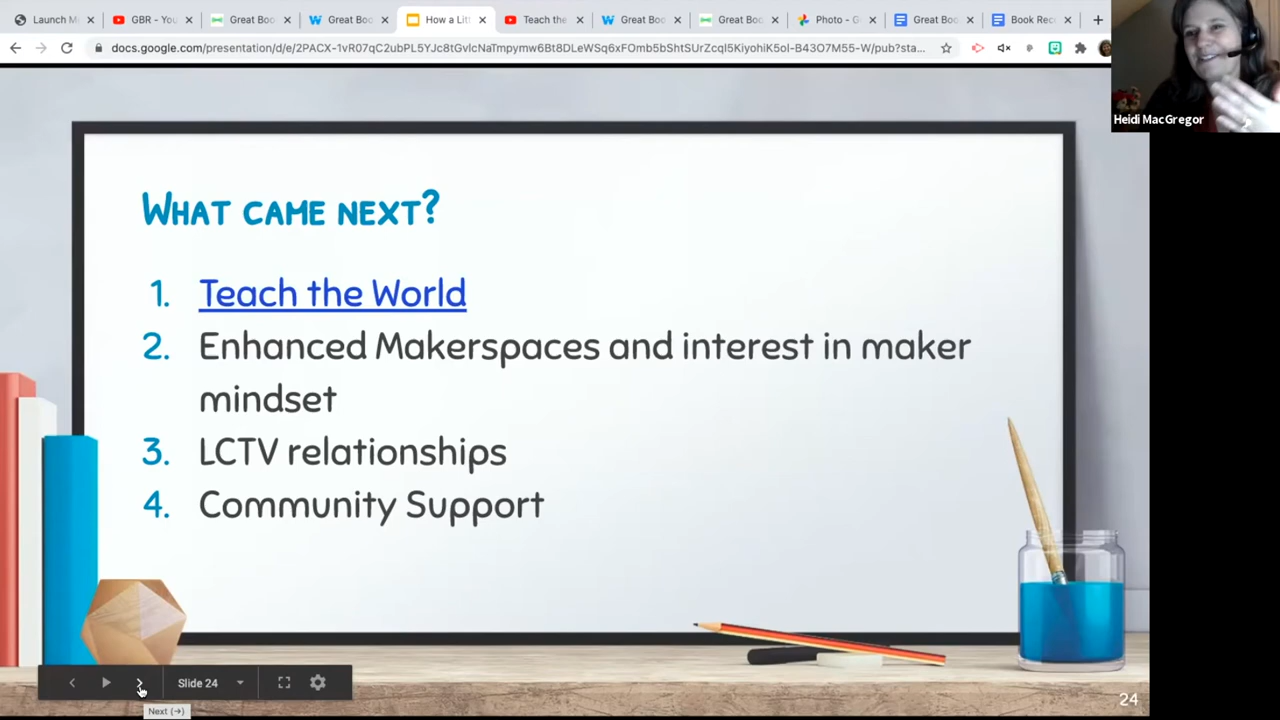 Launch M
GBR - You
Great Boo
Great Boo
How a Litt
Teach the
Great Boo
Great Boo
Photo - G
Great Boo
Book Rec
docs.google.com/presentation/d/e/2PACX-1vR07qC2ubPL5YJc8tGvlcNaTmpymw6Bt8DLeWSq6xFOmb5bShtSUrZcqI5KiyohiK5ol-B43O7M55-W/pub?sta...
Heidi MacGregor
What came next?
1. Teach the World
2. Enhanced Makerspaces and interest in maker
mindset
3. LCTV relationships
4. Community Support
Slide 24
Next (→)
24